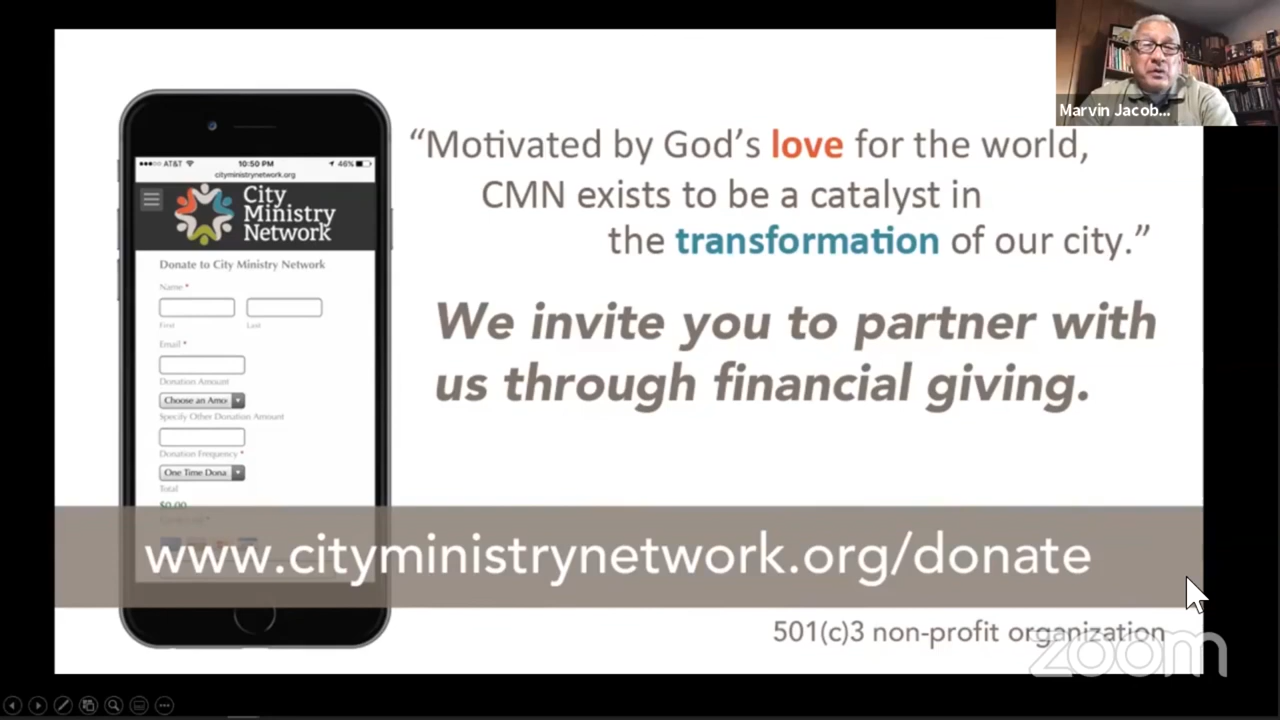 Marvin Jacob...
“Motivated by God’s love for the world,
CMN exists to be a catalyst in
the transformation of our city.”
We invite you to partner with
us through financial giving.
AT&T 10:50 PM 46%
cityministrynetwork.org
City
Ministry
Network
Donate to City Ministry Network
Name *
First Last
Email *
Donation Amount
Choose an Amo
Specify Other Donation Amount
Donation Frequency *
One Time Dona
Total
$0.00
www.cityministrynetwork.org/donate
501(c)3 non-profit organization
zoom